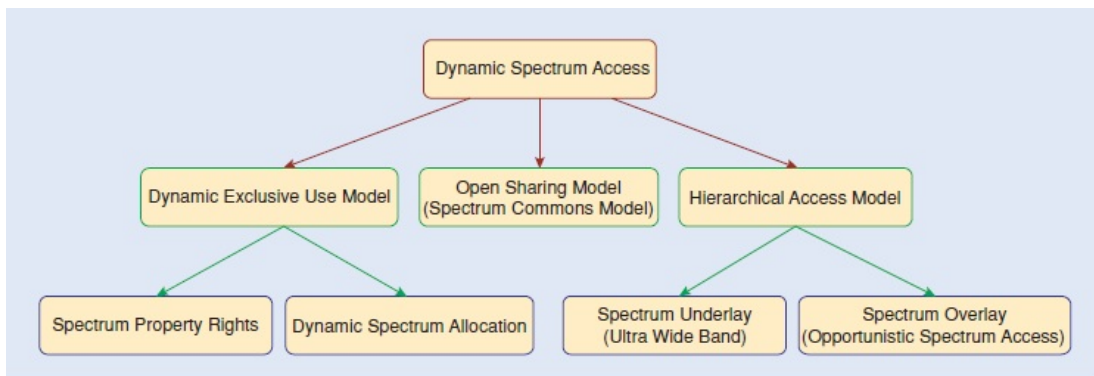 Dynamic Spectrum Access
Dynamic Exclusive Use Model
Open Sharing Model
(Spectrum Commons Model)
Hierarchical Access Model
Spectrum Property Rights
Dynamic Spectrum Allocation
Spectrum Underlay
(Ultra Wide Band)
Spectrum Overlay
(Opportunistic Spectrum Access)